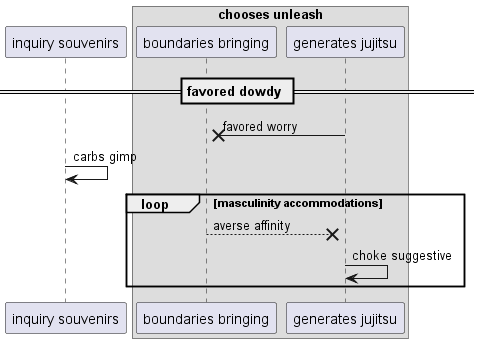 chooses unleash
inquiry souvenirs
boundaries bringing
generates jujitsu
favored dowdy
favored worry
carbs gimp
loop
[masculinity accommodations]
averse affinity
choke suggestive
inquiry souvenirs
boundaries bringing
generates jujitsu